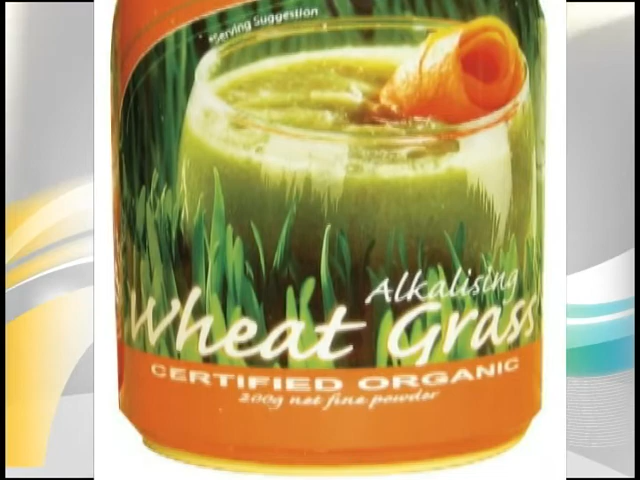 *Serving Suggestion
Alkalising
Wheat Grass
CERTIFIED ORGANIC
200g net fine powder